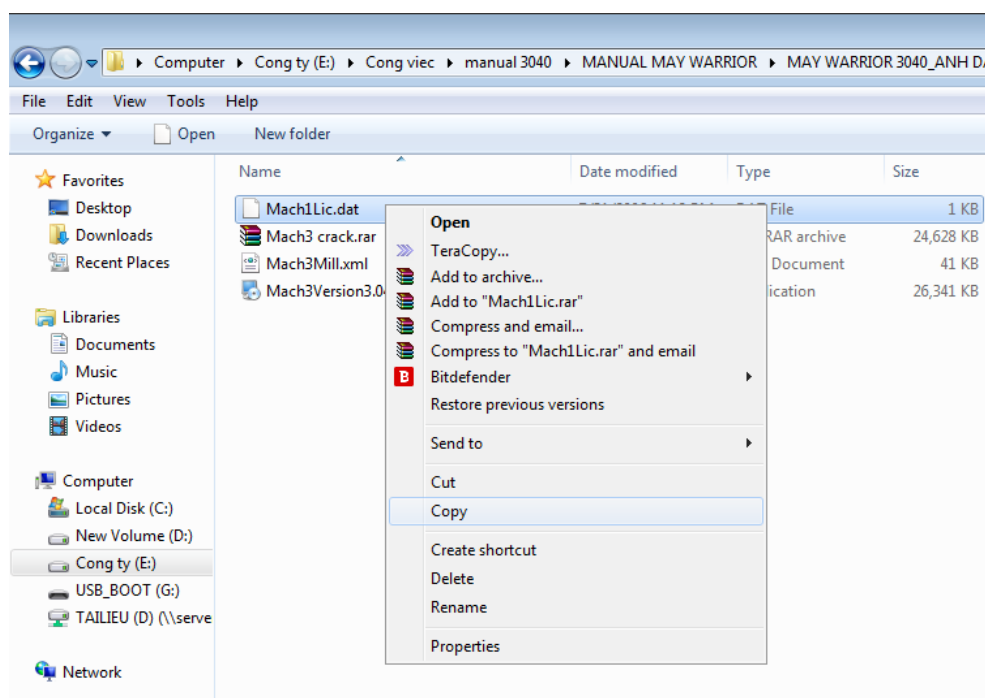 Computer ▸ Cong ty (E:) ▸ Cong viec ▸ manual 3040 ▸ MANUAL MAY WARRIOR ▸ MAY WARRIOR 3040_ANH
File Edit View Tools Help
Organize Open New folder
Name Date modified Type Size
Favorites
Desktop
Downloads
Recent Places
Libraries
Documents
Music
Pictures
Videos
Computer
Local Disk (C:)
New Volume (D:)
Cong ty (E:)
USB_BOOT (G:)
TAILIEU (D) (\\serve
Network
Mach1Lic.dat File 1 KB
Mach3 crack.rar RAR archive 24,628 KB
Mach3Mill.xml Document 41 KB
Mach3Version3.0 ication 26,341 KB
Open
TeraCopy...
Add to archive...
Add to "Mach1Lic.rar"
Compress and email...
Compress to "Mach1Lic.rar" and email
B Bitdefender
Restore previous versions
Send to
Cut
Copy
Create shortcut
Delete
Rename
Properties